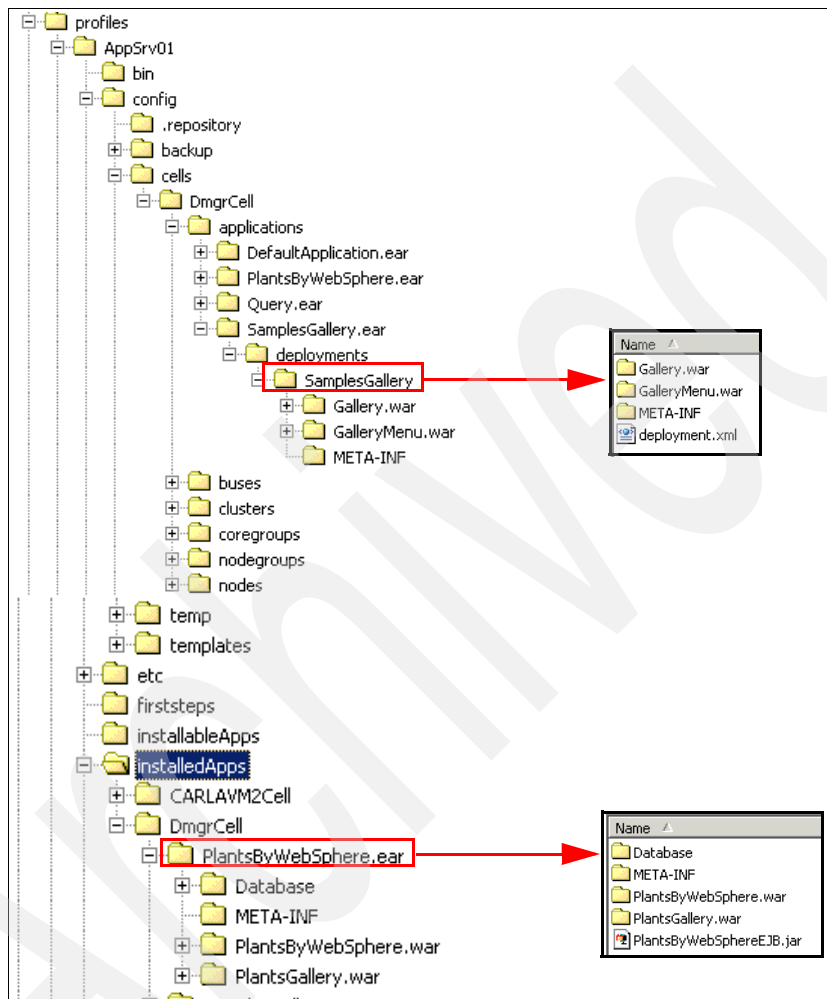 profiles
AppSrv01
bin
config
.repository
backup
cells
DmgrCell
applications
DefaultApplication.ear
PlantsByWebSphere.ear
Query.ear
SamplesGallery.ear
deployments
SamplesGallery
Gallery.war
GalleryMenu.war
META-INF
Name
Gallery.war
GalleryMenu.war
META-INF
deployment.xml
buses
clusters
coregroups
nodegroups
nodes
temp
templates
etc
firststeps
installableApps
installedApps
CARLAVM2Cell
DmgrCell
PlantsByWebSphere.ear
Database
META-INF
PlantsByWebSphere.war
PlantsGallery.war
Name
Database
META-INF
PlantsByWebSphere.war
PlantsGallery.war
PlantsByWebSphereEJB.jar
Archived